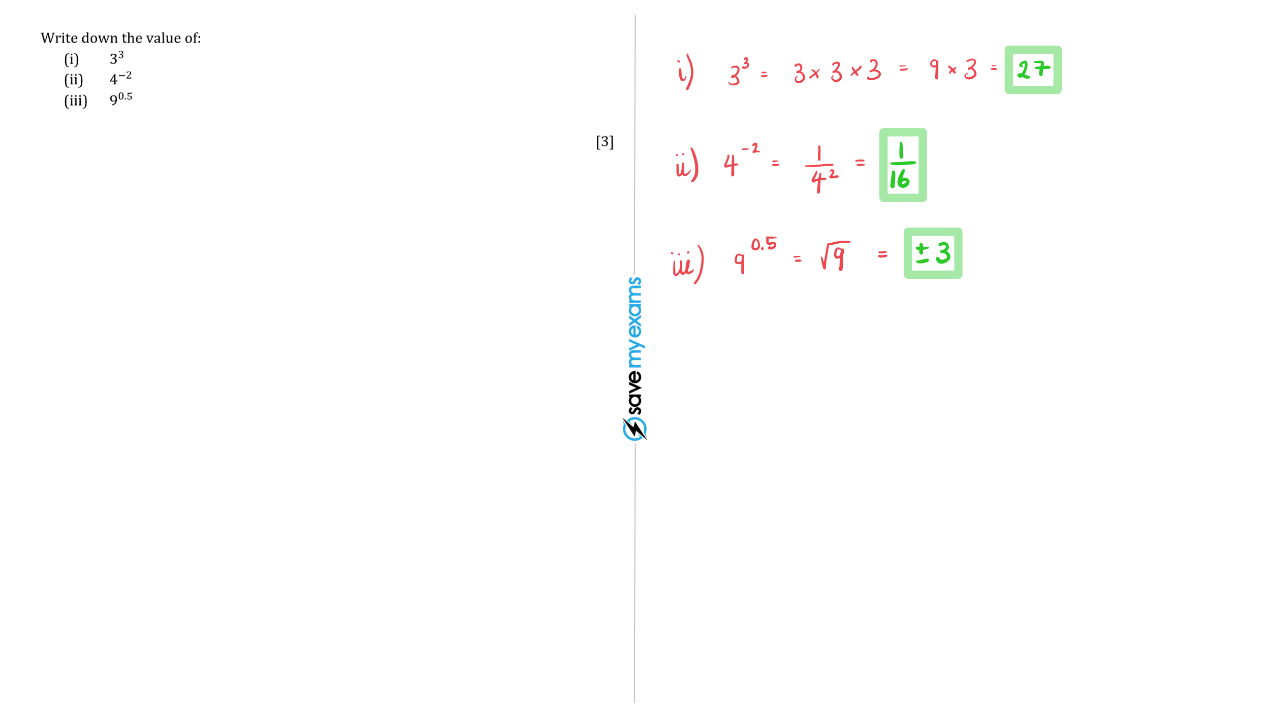 Write down the value of:
(i) 3³
(ii) 4⁻²
(iii) 9⁰·⁵
[3]
i) 3³ = 3 × 3 × 3 = 9 × 3 = 27
ii) 4⁻² = 1/4² = 1/16
iii) 9⁰·⁵ = √9 = ± 3
save my exams